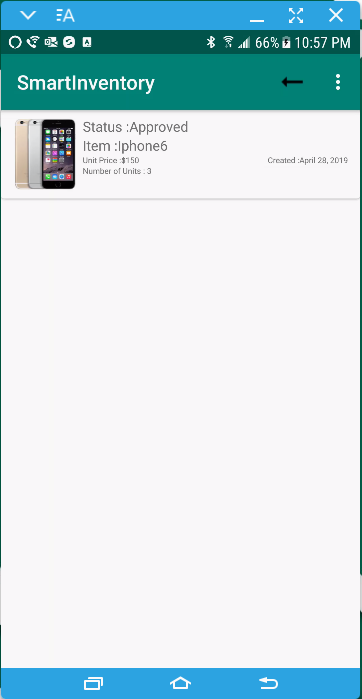 66% 10:57 PM
SmartInventory
Status :Approved
Item :Iphone6
Unit Price :$150
Created :April 28, 2019
Number of Units : 3